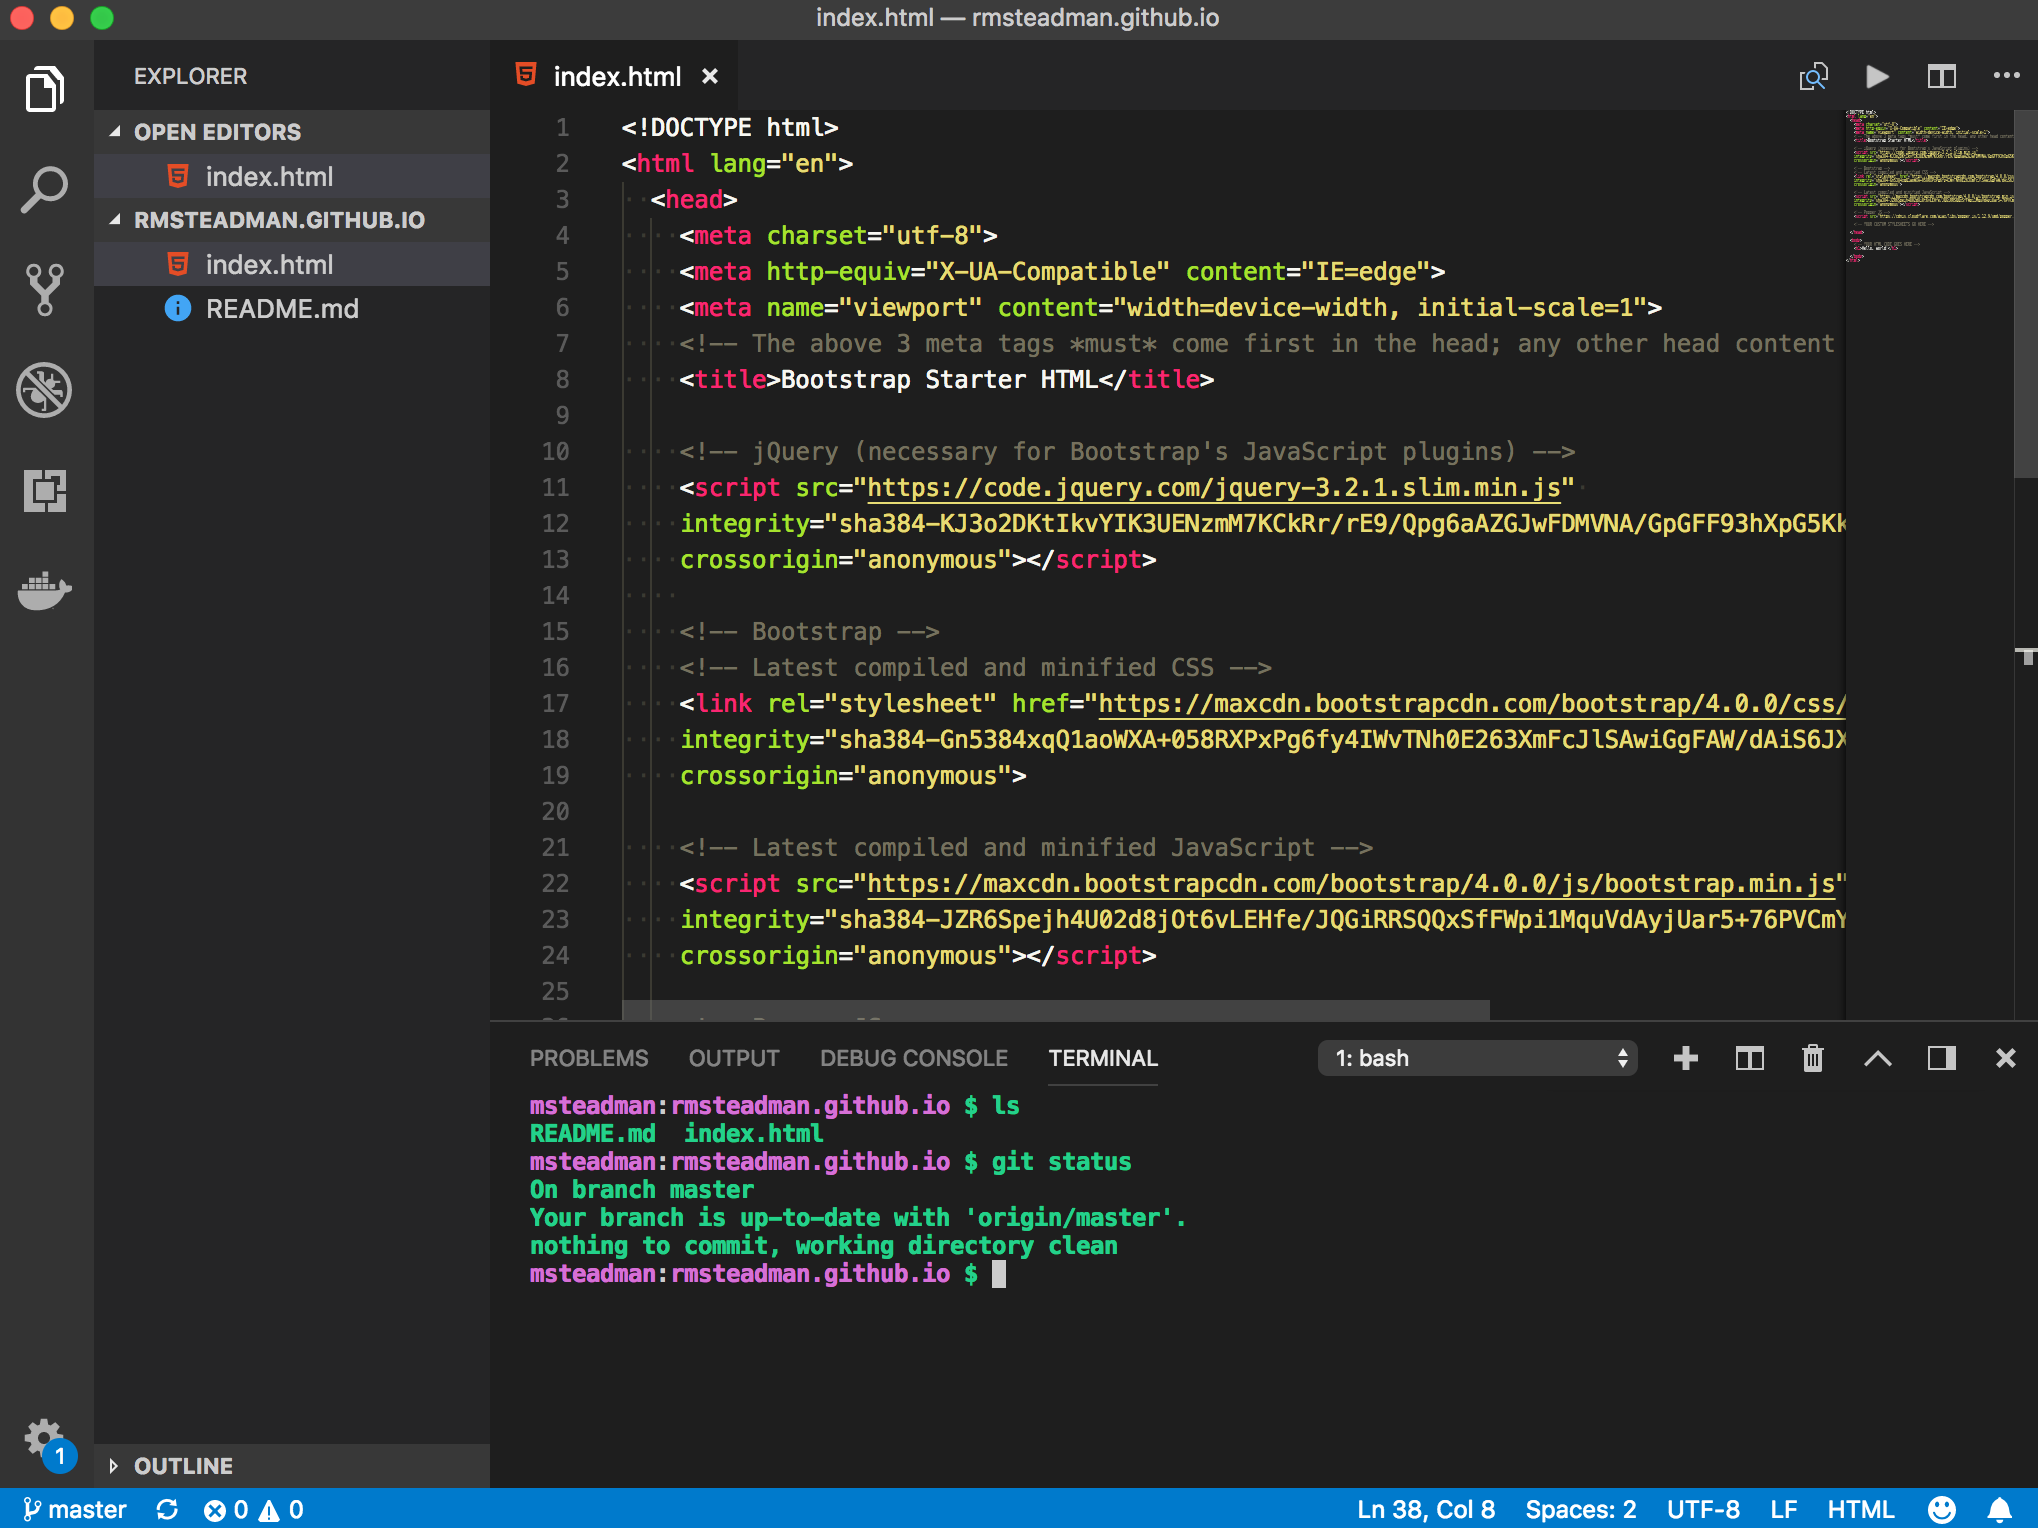 index.html — rmsteadman.github.io
EXPLORER
OPEN EDITORS
index.html
RMSTEADMAN.GITHUB.IO
index.html
README.md
OUTLINE
1
index.html
1 <!DOCTYPE html>
2 <html lang="en">
3 <head>
4 <meta charset="utf-8">
5 <meta http-equiv="X-UA-Compatible" content="IE=edge">
6 <meta name="viewport" content="width=device-width, initial-scale=1">
7 <!-- The above 3 meta tags *must* come first in the head; any other head content
8 <title>Bootstrap Starter HTML</title>
9
10 <!-- jQuery (necessary for Bootstrap's JavaScript plugins) -->
11 <script src="https://code.jquery.com/jquery-3.2.1.slim.min.js"
12 integrity="sha384-KJ3o2DKtIkvYIK3UENzmM7KCkRr/rE9/Qpg6aAZGJwFDMVNA/GpGFF93hXpG5Kk
13 crossorigin="anonymous"></script>
14
15 <!-- Bootstrap -->
16 <!-- Latest compiled and minified CSS -->
17 <link rel="stylesheet" href="https://maxcdn.bootstrapcdn.com/bootstrap/4.0.0/css/
18 integrity="sha384-Gn5384xqQ1aoWXA+058RXPxPg6fy4IWvTNh0E263XmFcJlSAwiGgFAW/dAiS6JX
19 crossorigin="anonymous">
20
21 <!-- Latest compiled and minified JavaScript -->
22 <script src="https://maxcdn.bootstrapcdn.com/bootstrap/4.0.0/js/bootstrap.min.js"
23 integrity="sha384-JZR6Spejh4U02d8jOt6vLEHfe/JQGiRRSQQxSfFWpi1MquVdAyjUar5+76PVCmY
24 crossorigin="anonymous"></script>
25
PROBLEMS OUTPUT DEBUG CONSOLE TERMINAL 1: bash
msteadman:rmsteadman.github.io $ ls
README.md index.html
msteadman:rmsteadman.github.io $ git status
On branch master
Your branch is up-to-date with 'origin/master'.
nothing to commit, working directory clean
msteadman:rmsteadman.github.io $
master 0 0 Ln 38, Col 8 Spaces: 2 UTF-8 LF HTML